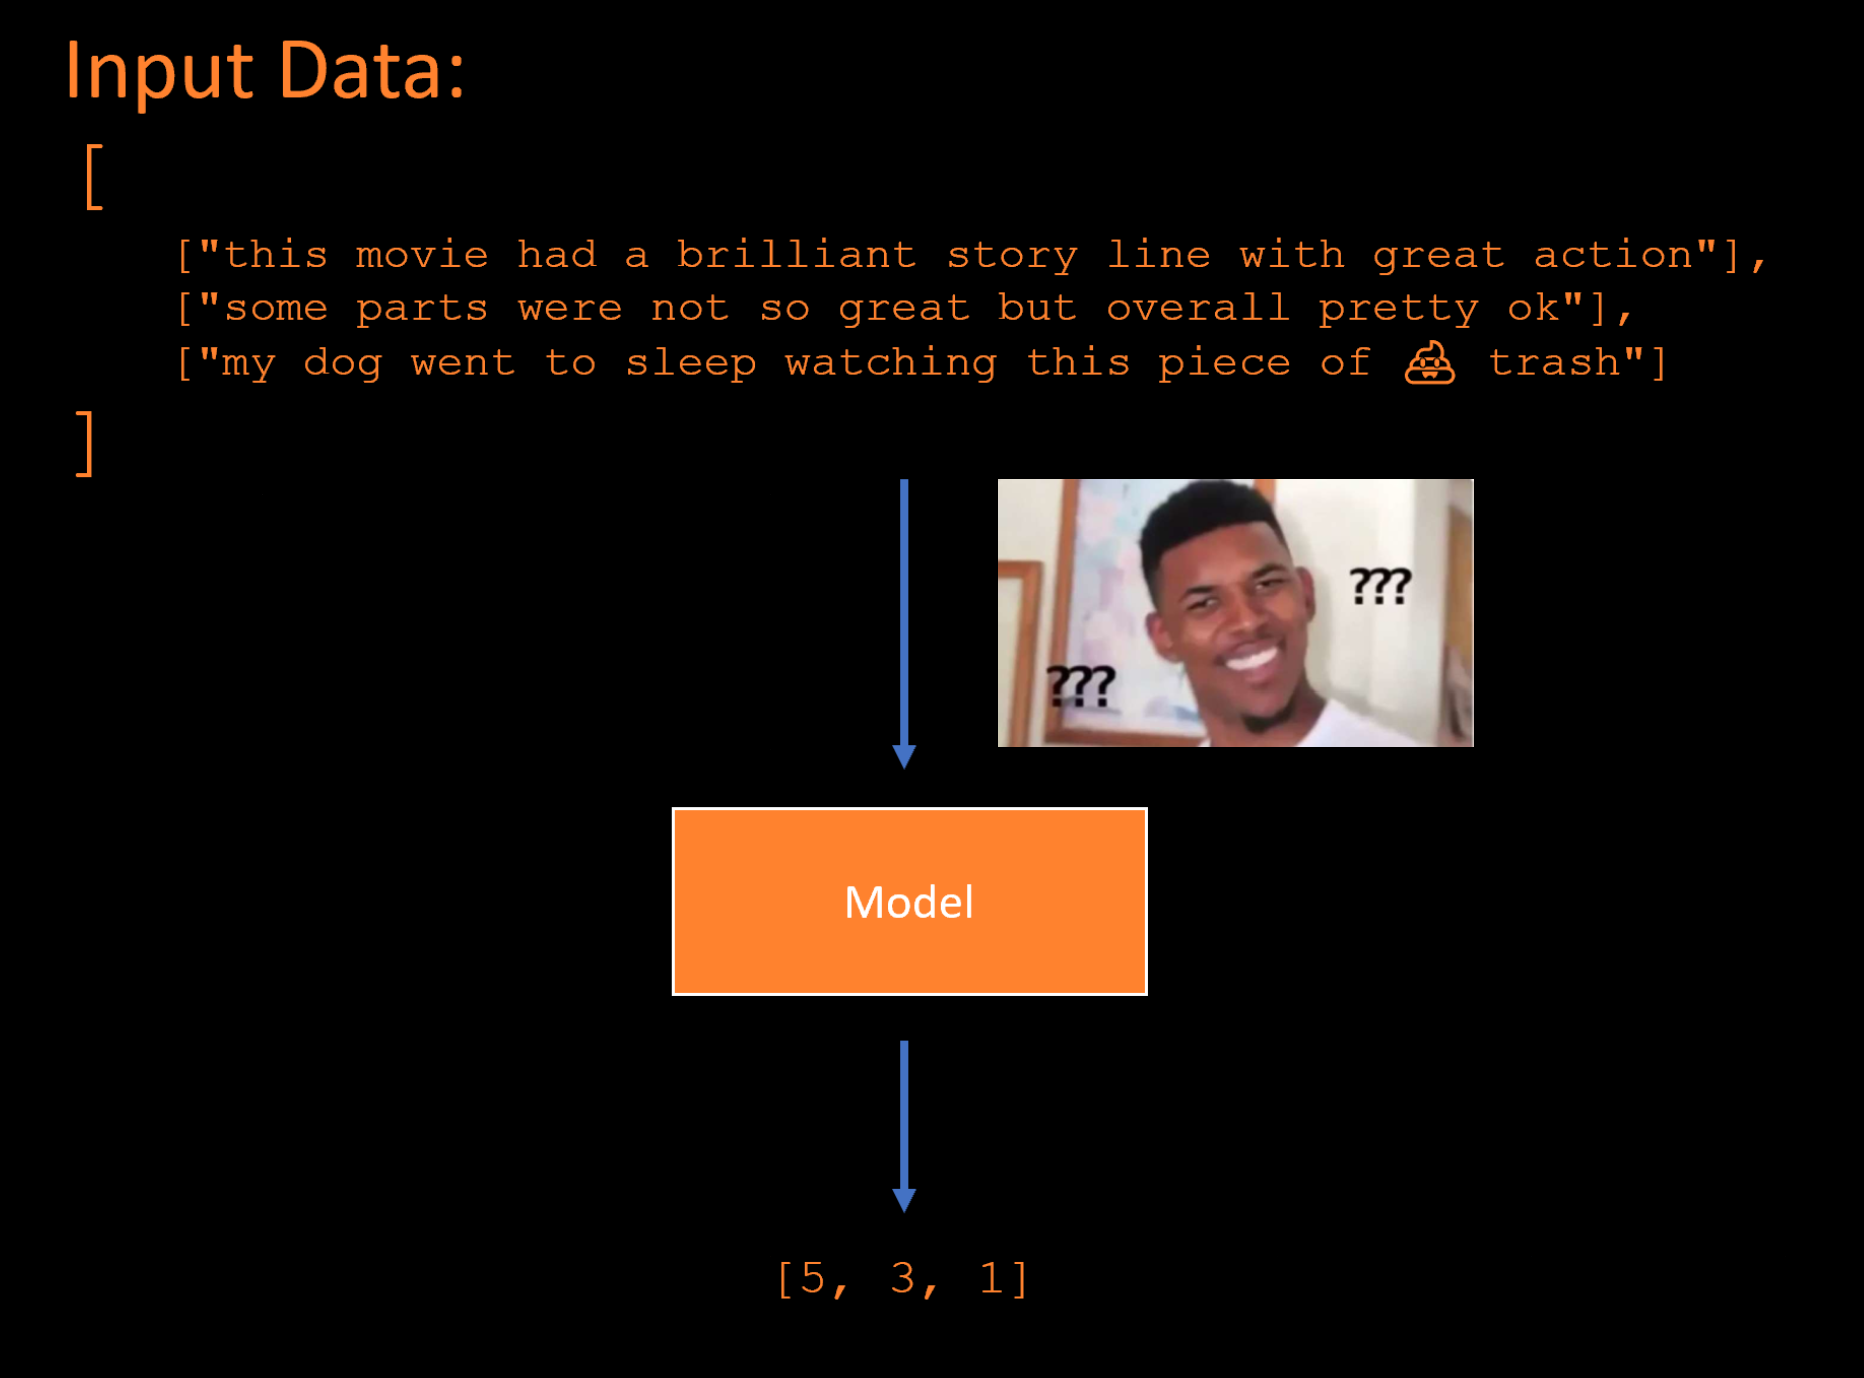 Input Data:
[
["this movie had a brilliant story line with great action"],
["some parts were not so great but overall pretty ok"],
["my dog went to sleep watching this piece of 💩 trash"]
]
???
???
Model
[5, 3, 1]